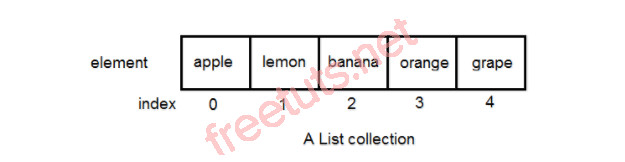 element apple lemon banana orange grape
index 0 1 2 3 4
A List collection
freetuts.net